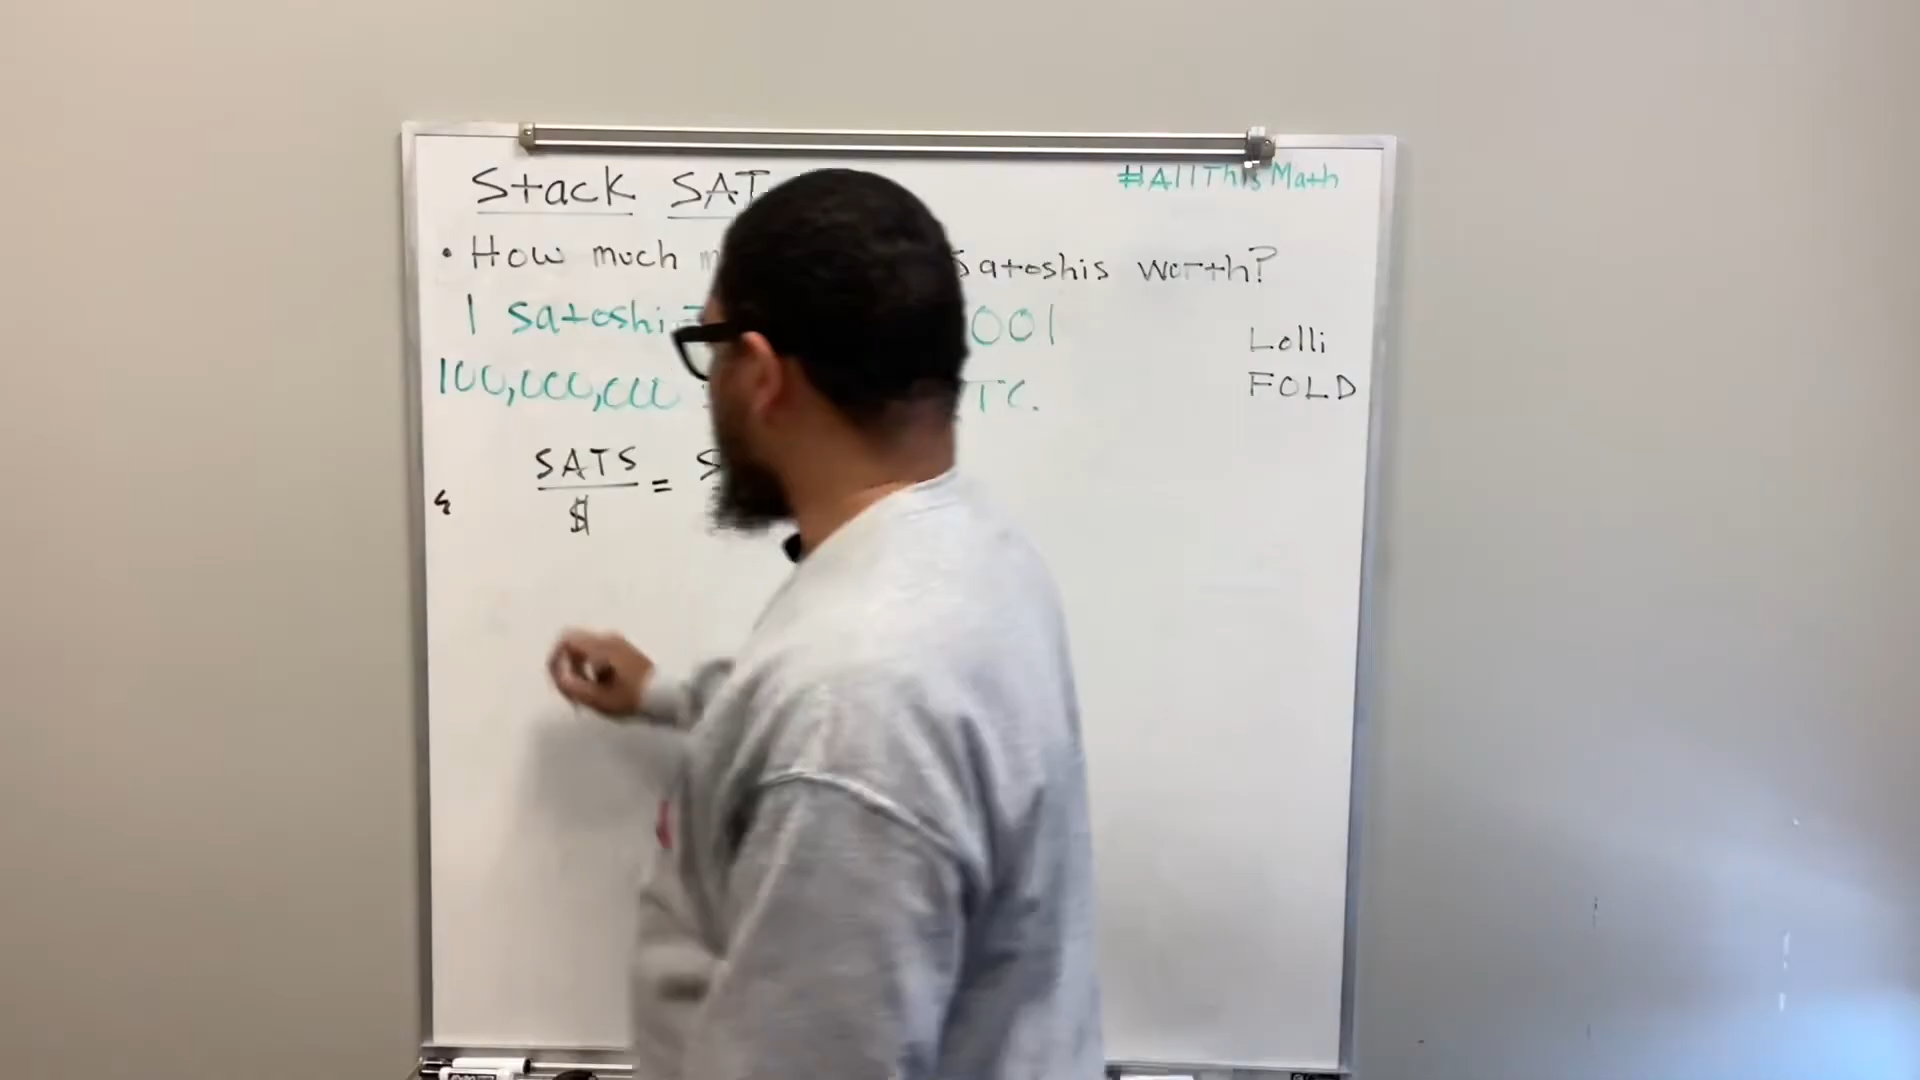 Stack SAT
#AllThisMath
• How much Satoshis worth?
1 Satoshi 001
100,000,000 TC.
Lolli
FOLD
SATS =
$